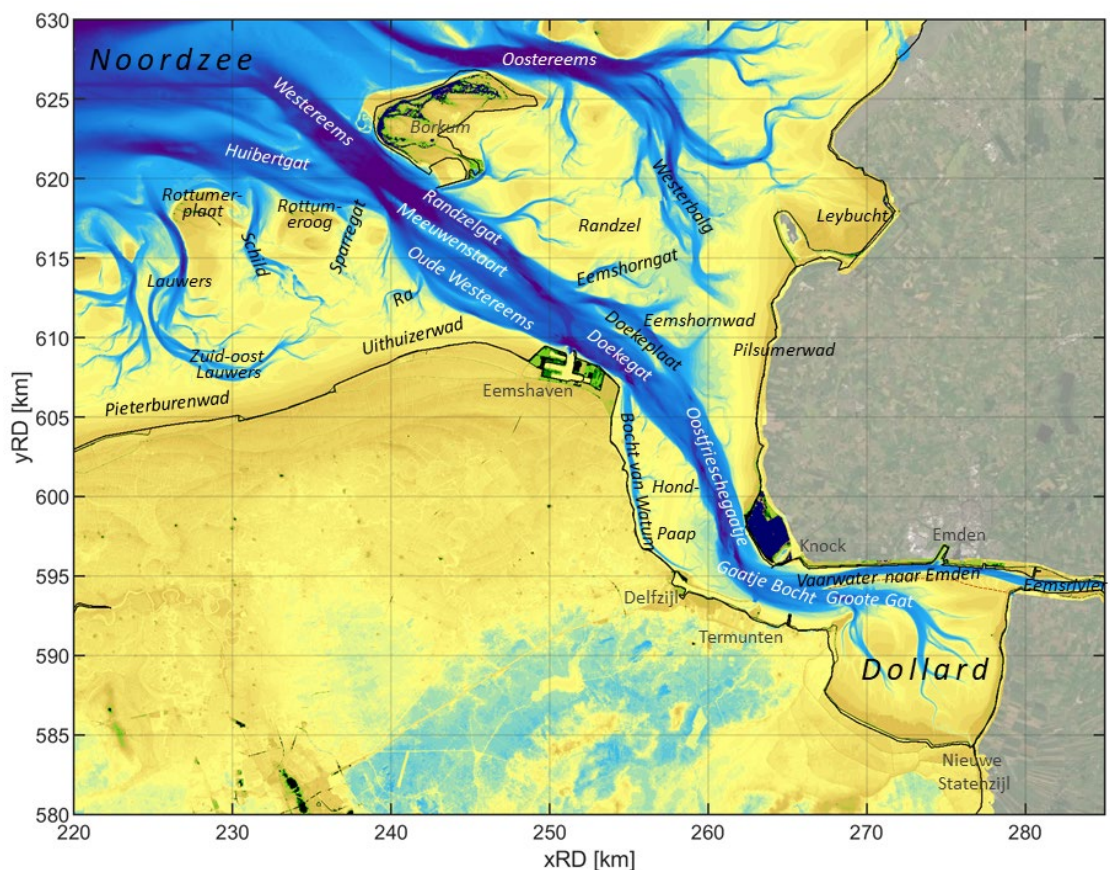 630
625
620
615
610
605
600
595
590
585
580
yRD [km]
Noordzee
Oostereems
Westereems
Borkum
Huibertgat
Westerbalg
Rottumer-
plaat
Rottum-
eroog
Randzelgat
Randzel
Leybucht
Schild
Sparregat
Meeuwenstaart
Lauwers
Oude Westereems
Eemshorngat
Ra
Uithuizerwad
Doekeplaat
Eemshornwad
Zuid-oost
Lauwers
Doekegat
Pilsumerwad
Eemshaven
Pieterburenwad
Bocht van Watum
Oostfrieschegaatje
Hond-
Paap
Knock
Emden
Gaatje Bocht
Vaarwater naar Emden
Eemsrivier
Groote Gat
Delfzijl
Termunten
Dollard
Nieuwe
Statenzijl
220
230
240
250
260
270
280
xRD [km]